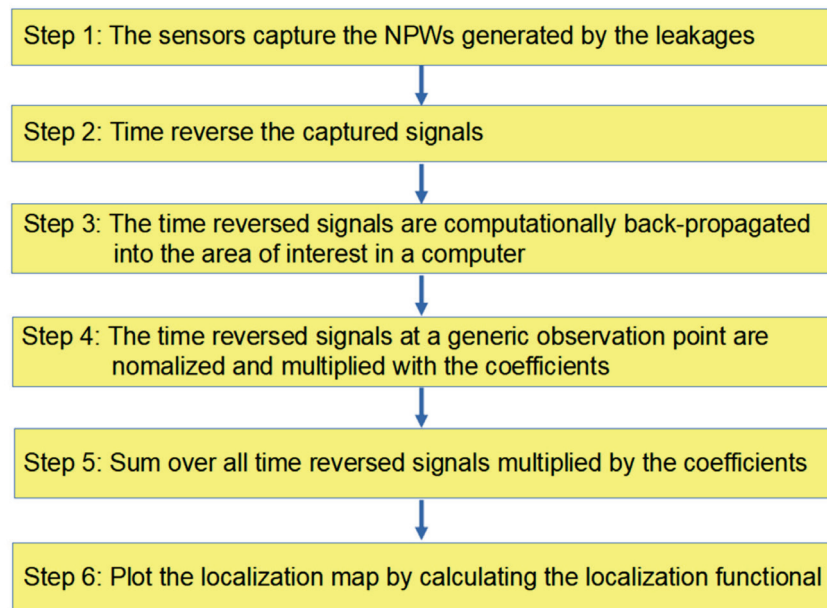 Step 1: The sensors capture the NPWs generated by the leakages
Step 2: Time reverse the captured signals
Step 3: The time reversed signals are computationally back-propagated
into the area of interest in a computer
Step 4: The time reversed signals at a generic observation point are
nomalized and multiplied with the coefficients
Step 5: Sum over all time reversed signals multiplied by the coefficients
Step 6: Plot the localization map by calculating the localization functional